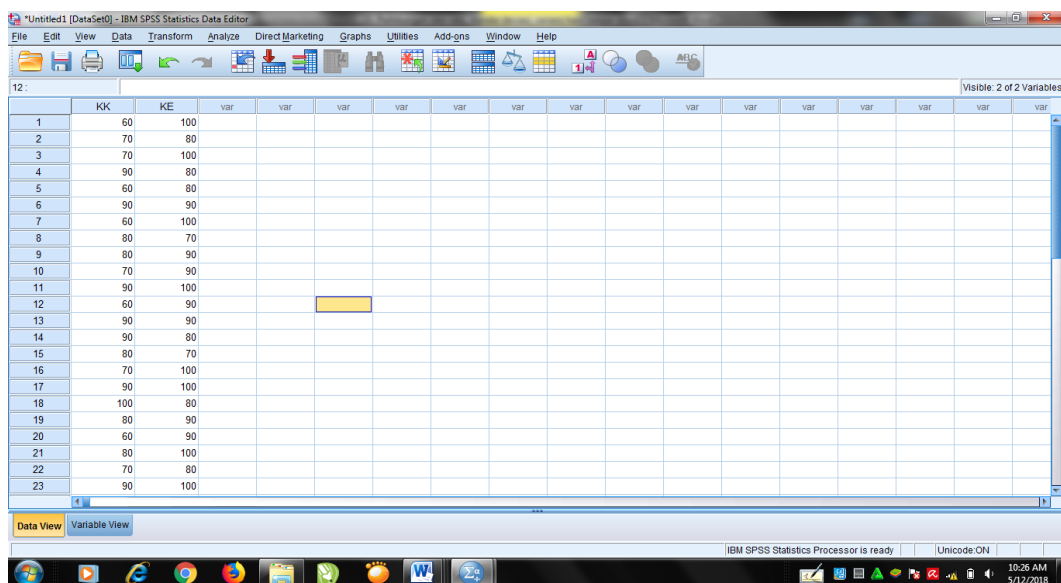 *Untitled1 [DataSet0] - IBM SPSS Statistics Data Editor
File Edit View Data Transform Analyze Direct Marketing Graphs Utilities Add-ons Window Help
12 : Visible: 2 of 2 Variables
KK KE var var var var var var var var var var var var var var var
1 60 100
2 70 80
3 70 100
4 90 80
5 60 80
6 90 90
7 60 100
8 80 70
9 80 90
10 70 90
11 90 100
12 60 90
13 90 90
14 90 80
15 80 70
16 70 100
17 90 100
18 100 80
19 80 90
20 60 90
21 80 100
22 70 80
23 90 100
Data View Variable View
IBM SPSS Statistics Processor is ready Unicode:ON
10:26 AM
5/12/2018